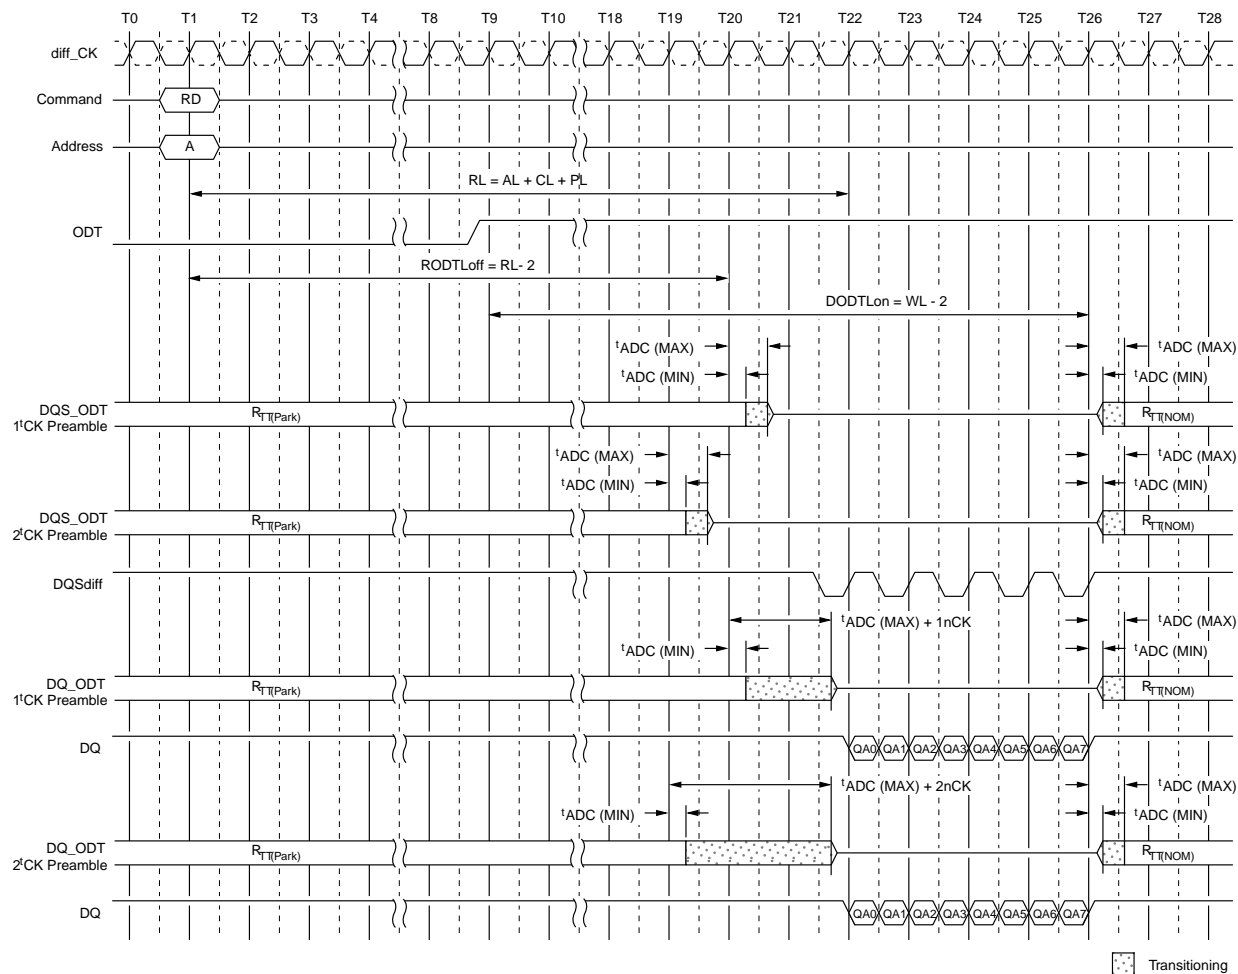 T0 T1 T2 T3 T4 T8 T9 T10 T18 T19 T20 T21 T22 T23 T24 T25 T26 T27 T28
diff_CK
Command RD
Address A
RL = AL + CL + PL
ODT
RODTLoff = RL- 2
DODTLon = WL - 2
tADC (MAX) tADC (MAX)
tADC (MIN) tADC (MIN)
DQS_ODT
1tCK Preamble RTT(Park) RTT(NOM)
tADC (MAX) tADC (MAX)
tADC (MIN) tADC (MIN)
DQS_ODT
2tCK Preamble RTT(Park) RTT(NOM)
DQSdiff
tADC (MAX) + 1nCK tADC (MAX)
tADC (MIN) tADC (MIN)
DQ_ODT
1tCK Preamble RTT(Park) RTT(NOM)
DQ QA0 QA1 QA2 QA3 QA4 QA5 QA6 QA7
tADC (MAX) + 2nCK tADC (MAX)
tADC (MIN) tADC (MIN)
DQ_ODT
2tCK Preamble RTT(Park) RTT(NOM)
DQ QA0 QA1 QA2 QA3 QA4 QA5 QA6 QA7
Transitioning